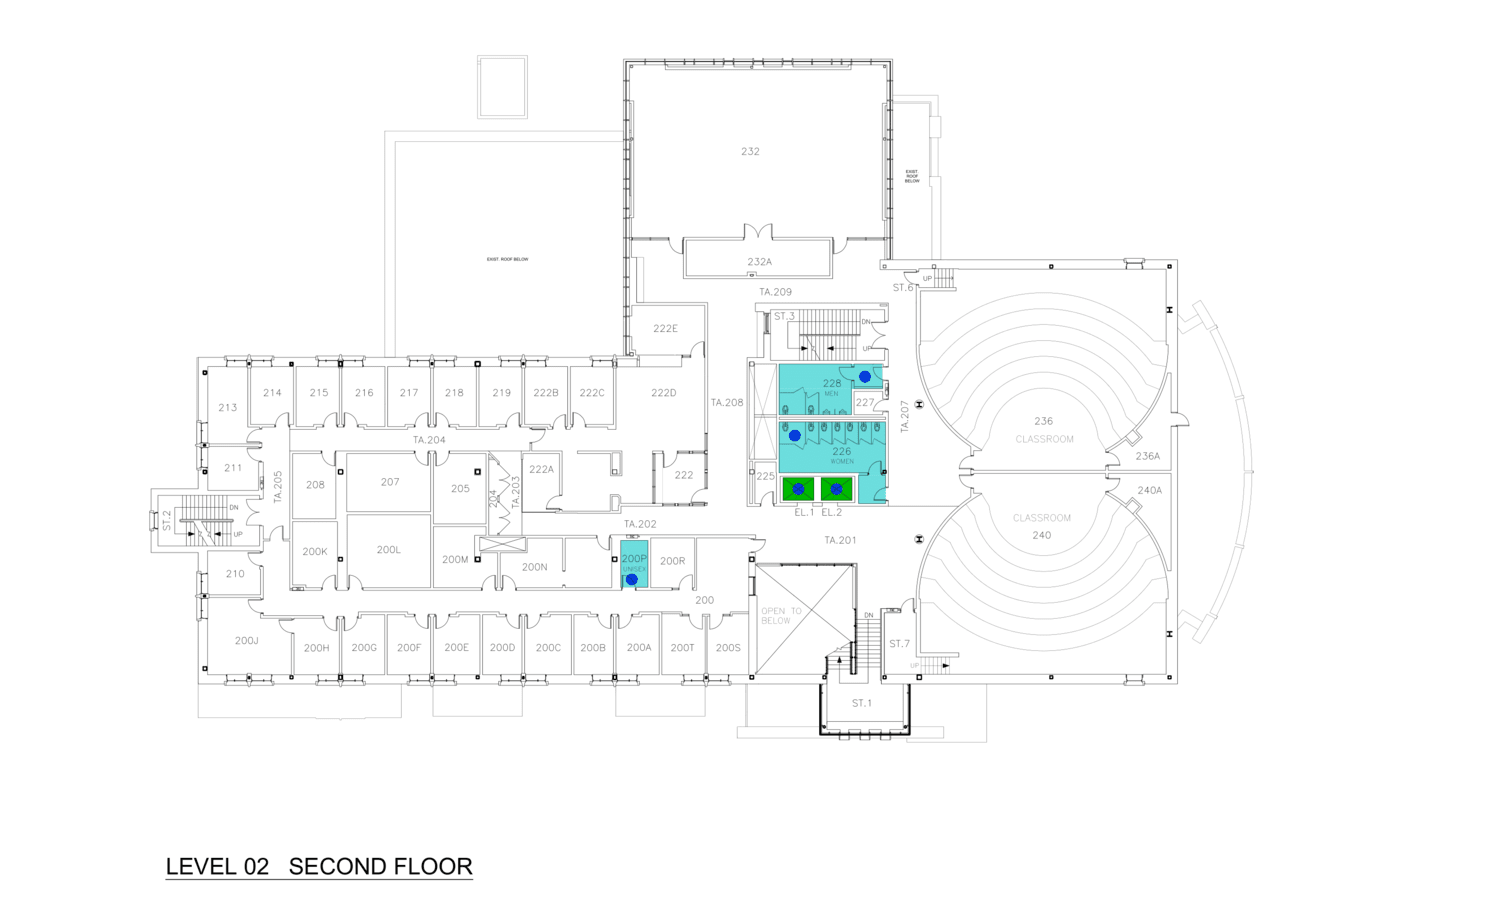 232
EXIST.
ROOF
BELOW
EXIST. ROOF BELOW
232A
UP
ST.6
TA.209
ST.3
DN
UP
222E
214
215
216
217
218
219
222B
222C
222D
213
TA.208
228
MEN
227
TA.207
236
CLASSROOM
TA.204
226
WOMEN
236A
211
TA.205
208
207
205
204
TA.203
222A
222
225
240A
EL.1
EL.2
ST.2
DN
UP
TA.202
TA.201
CLASSROOM
240
200K
200L
200M
200N
200P
UNISEX
200R
210
200
OPEN TO
BELOW
DN
200J
200H
200G
200F
200E
200D
200C
200B
200A
200T
200S
ST.7
UP
ST.1
LEVEL 02 SECOND FLOOR